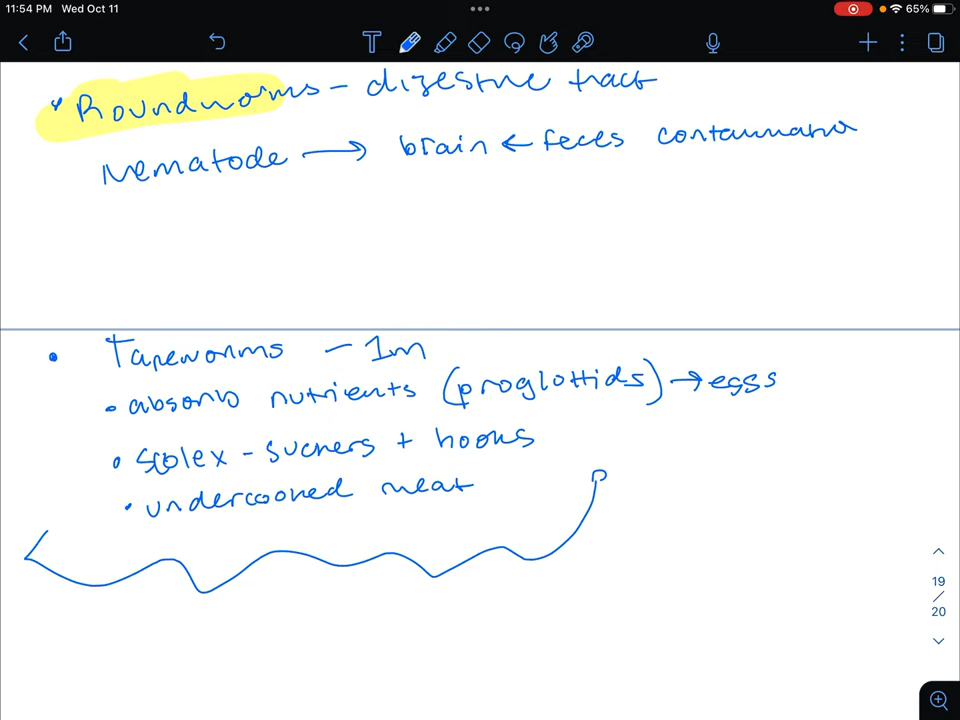 11:54 PM Wed Oct 11
65%
T
• Roundworms - digestive tract
Nematode → brain ← feces
• Tapeworms - 1m
• absorb nutrients (proglottids) → eggs
• scolex - suckers + hooks
• undercooked meat
19
/
20